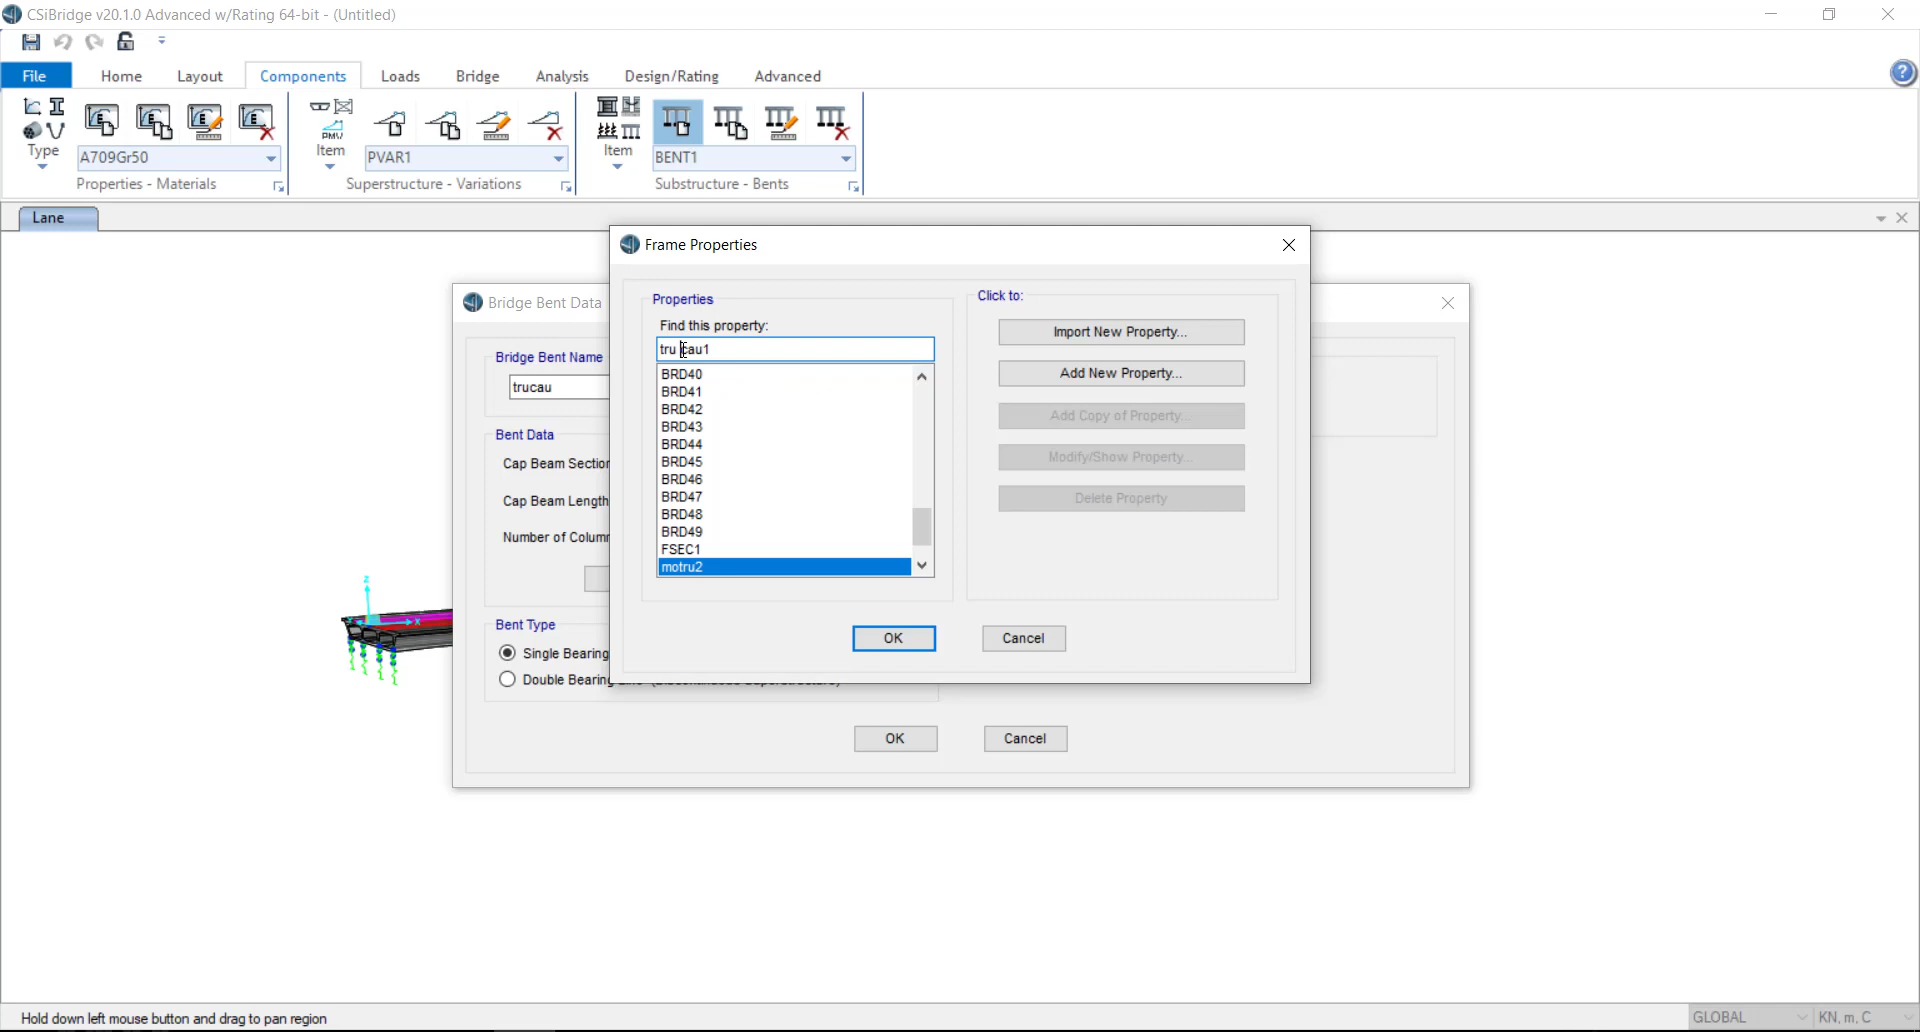 CSiBridge v20.1.0 Advanced w/Rating 64-bit - (Untitled)
File
Home
Layout
Components
Loads
Bridge
Analysis
Design/Rating
Advanced
Type
A709Gr50
Properties - Materials
PMV
Item
PVAR1
Superstructure - Variations
Item
BENT1
Substructure - Bents
Lane
Frame Properties
Properties
Find this property:
tru cau1
BRD40
BRD41
BRD42
BRD43
BRD44
BRD45
BRD46
BRD47
BRD48
BRD49
FSEC1
motru2
Click to:
Import New Property...
Add New Property...
Add Copy of Property...
Modify/Show Property...
Delete Property
OK
Cancel
Bridge Bent Data
Bridge Bent Name
trucau
Bent Data
Cap Beam Section
Cap Beam Length
Number of Column
Bent Type
Single Bearing
Double Bearing
OK
Cancel
Z
X
Hold down left mouse button and drag to pan region
GLOBAL
KN, m, C